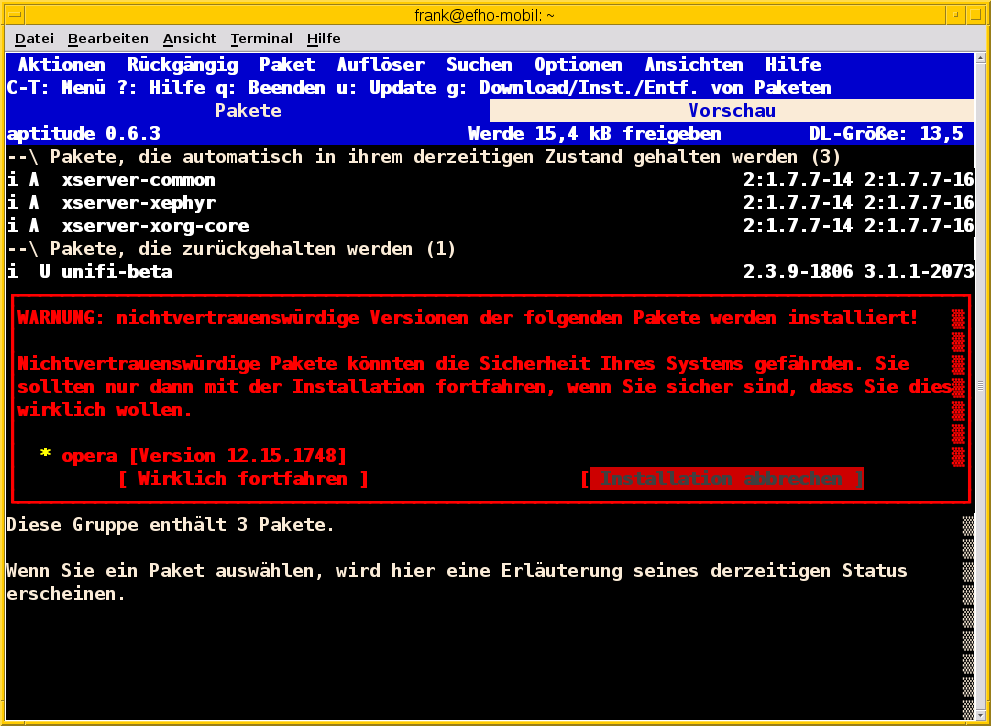 frank@efho-mobil: ~
Datei Bearbeiten Ansicht Terminal Hilfe
Aktionen Rückgängig Paket Auflöser Suchen Optionen Ansichten Hilfe
C-T: Menü ?: Hilfe q: Beenden u: Update g: Download/Inst./Entf. von Paketen
Pakete Vorschau
aptitude 0.6.3 Werde 15,4 kB freigeben DL-Größe: 13,5
--\ Pakete, die automatisch in ihrem derzeitigen Zustand gehalten werden (3)
i A xserver-common 2:1.7.7-14 2:1.7.7-16
i A xserver-xephyr 2:1.7.7-14 2:1.7.7-16
i A xserver-xorg-core 2:1.7.7-14 2:1.7.7-16
--\ Pakete, die zurückgehalten werden (1)
i U unifi-beta 2.3.9-1806 3.1.1-2073
WARNUNG: nichtvertrauenswürdige Versionen der folgenden Pakete werden installiert!
Nichtvertrauenswürdige Pakete könnten die Sicherheit Ihres Systems gefährden. Sie
sollten nur dann mit der Installation fortfahren, wenn Sie sicher sind, dass Sie dies
wirklich wollen.
* opera [Version 12.15.1748]
[ Wirklich fortfahren ] [ Installation abbrechen ]
Diese Gruppe enthält 3 Pakete.
Wenn Sie ein Paket auswählen, wird hier eine Erläuterung seines derzeitigen Status
erscheinen.